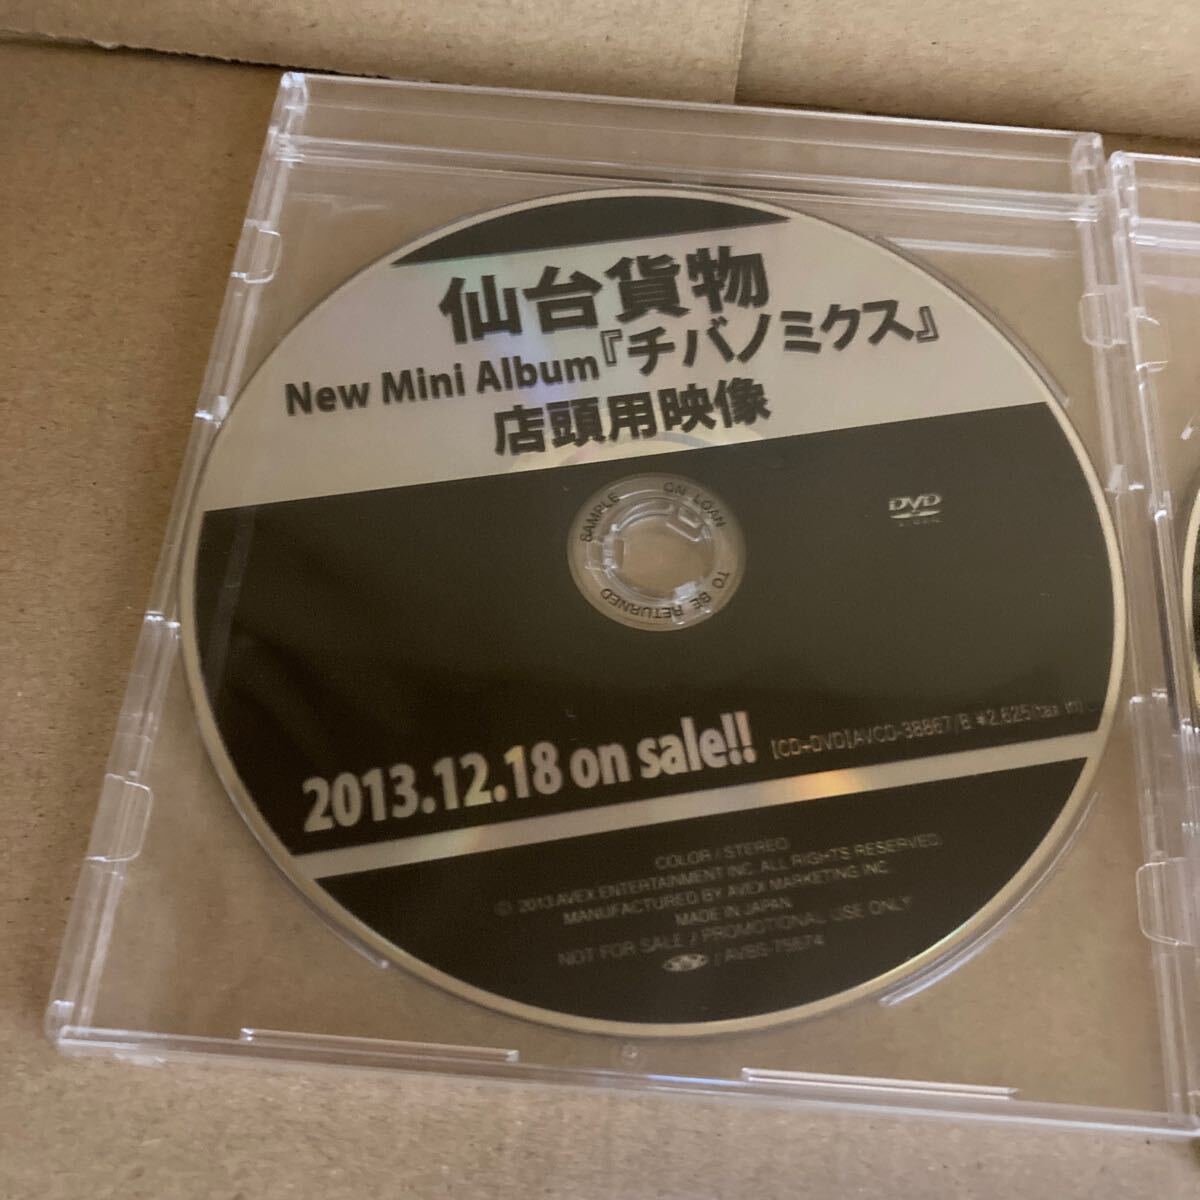 仙台貨物
New Mini Album『チバノミクス』
店頭用映像
SAMPLE ON LOAN TO BE RETURNED
DVD
VIDEO
2013.12.18 on sale!! 【CD+DVD】AVCD-38867/B ¥2,625(tax in)
COLOR / STEREO
© 2013 AVEX ENTERTAINMENT INC. ALL RIGHTS RESERVED.
MANUFACTURED BY AVEX MARKETING INC
MADE IN JAPAN
NOT FOR SALE / PROMOTIONAL USE ONLY
/ AVBS-75674